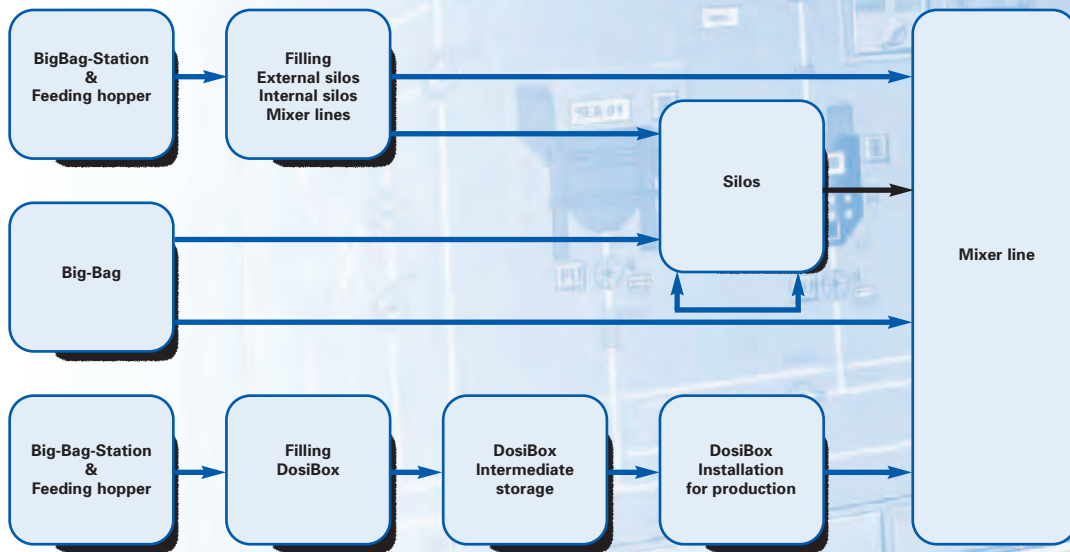 BigBag-Station
&
Feeding hopper
Filling
External silos
Internal silos
Mixer lines
Silos
Mixer line
Big-Bag
Big-Bag-Station
&
Feeding hopper
Filling
DosiBox
DosiBox
Intermediate
storage
DosiBox
Installation
for production